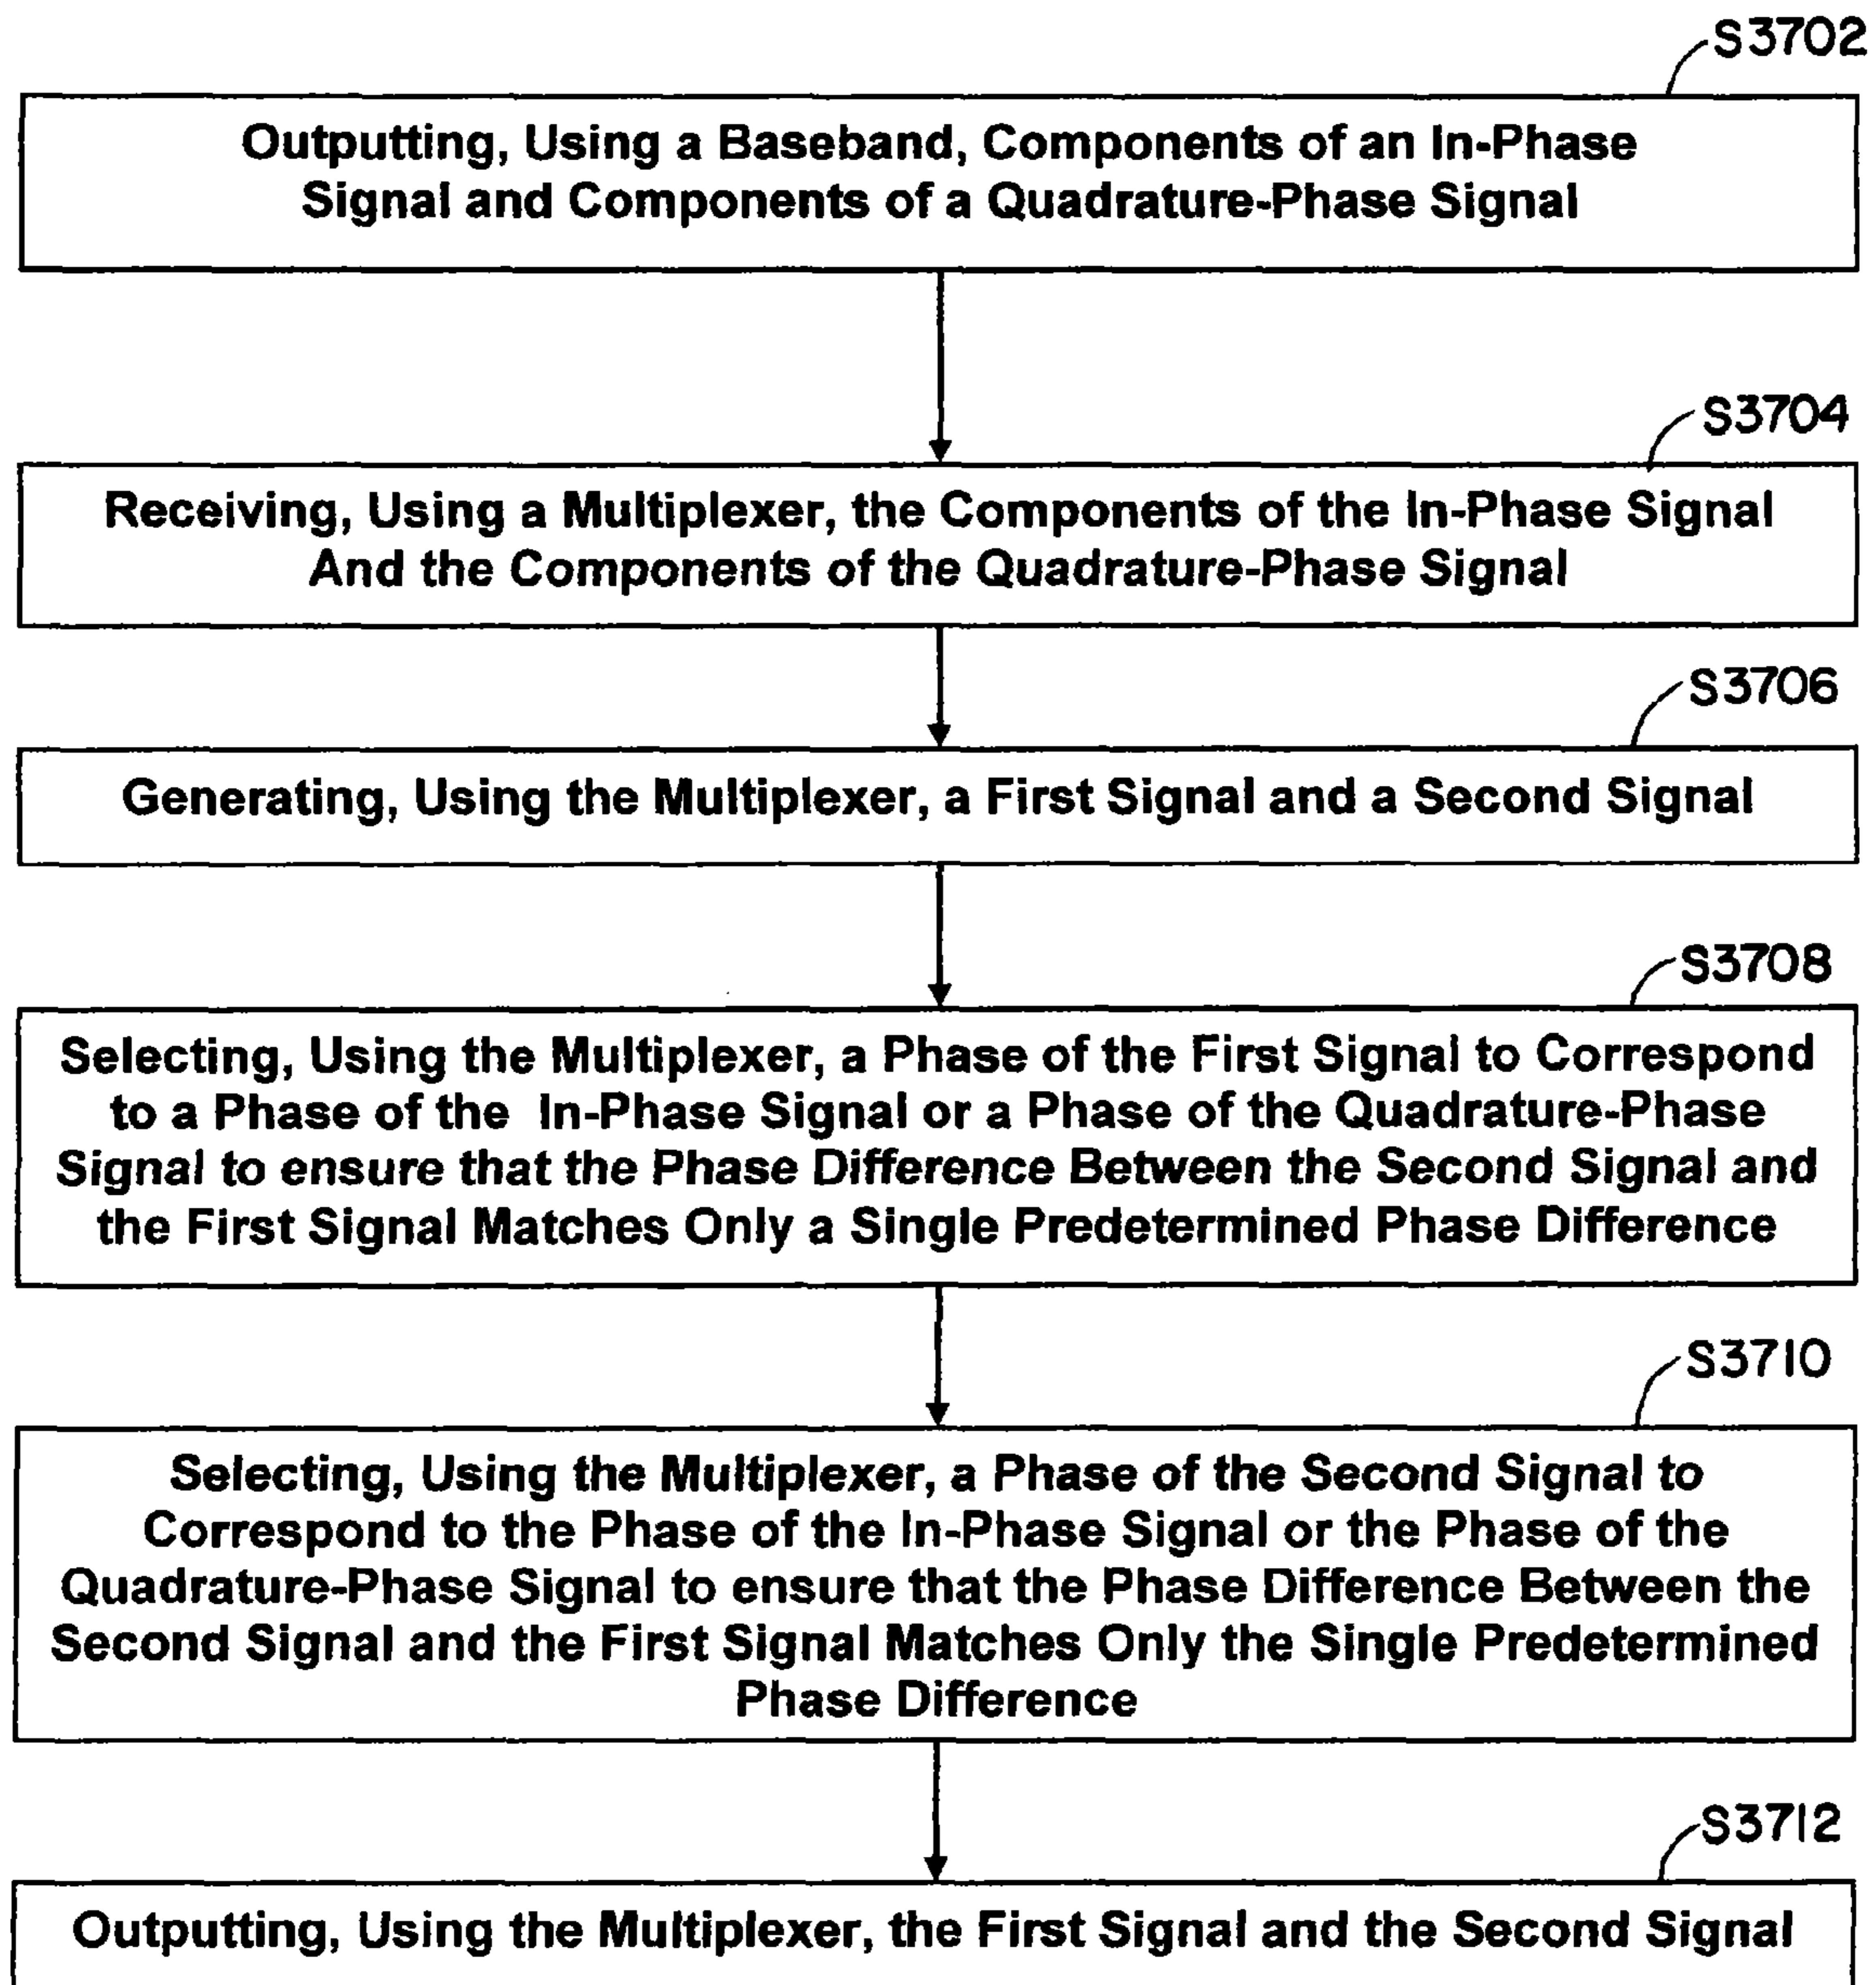 S3702
Outputting, Using a Baseband, Components of an In-Phase
Signal and Components of a Quadrature-Phase Signal
S3704
Receiving, Using a Multiplexer, the Components of the In-Phase Signal
And the Components of the Quadrature-Phase Signal
S3706
Generating, Using the Multiplexer, a First Signal and a Second Signal
S3708
Selecting, Using the Multiplexer, a Phase of the First Signal to Correspond
to a Phase of the In-Phase Signal or a Phase of the Quadrature-Phase
Signal to ensure that the Phase Difference Between the Second Signal and
the First Signal Matches Only a Single Predetermined Phase Difference
S3710
Selecting, Using the Multiplexer, a Phase of the Second Signal to
Correspond to the Phase of the In-Phase Signal or the Phase of the
Quadrature-Phase Signal to ensure that the Phase Difference Between the
Second Signal and the First Signal Matches Only the Single Predetermined
Phase Difference
S3712
Outputting, Using the Multiplexer, the First Signal and the Second Signal